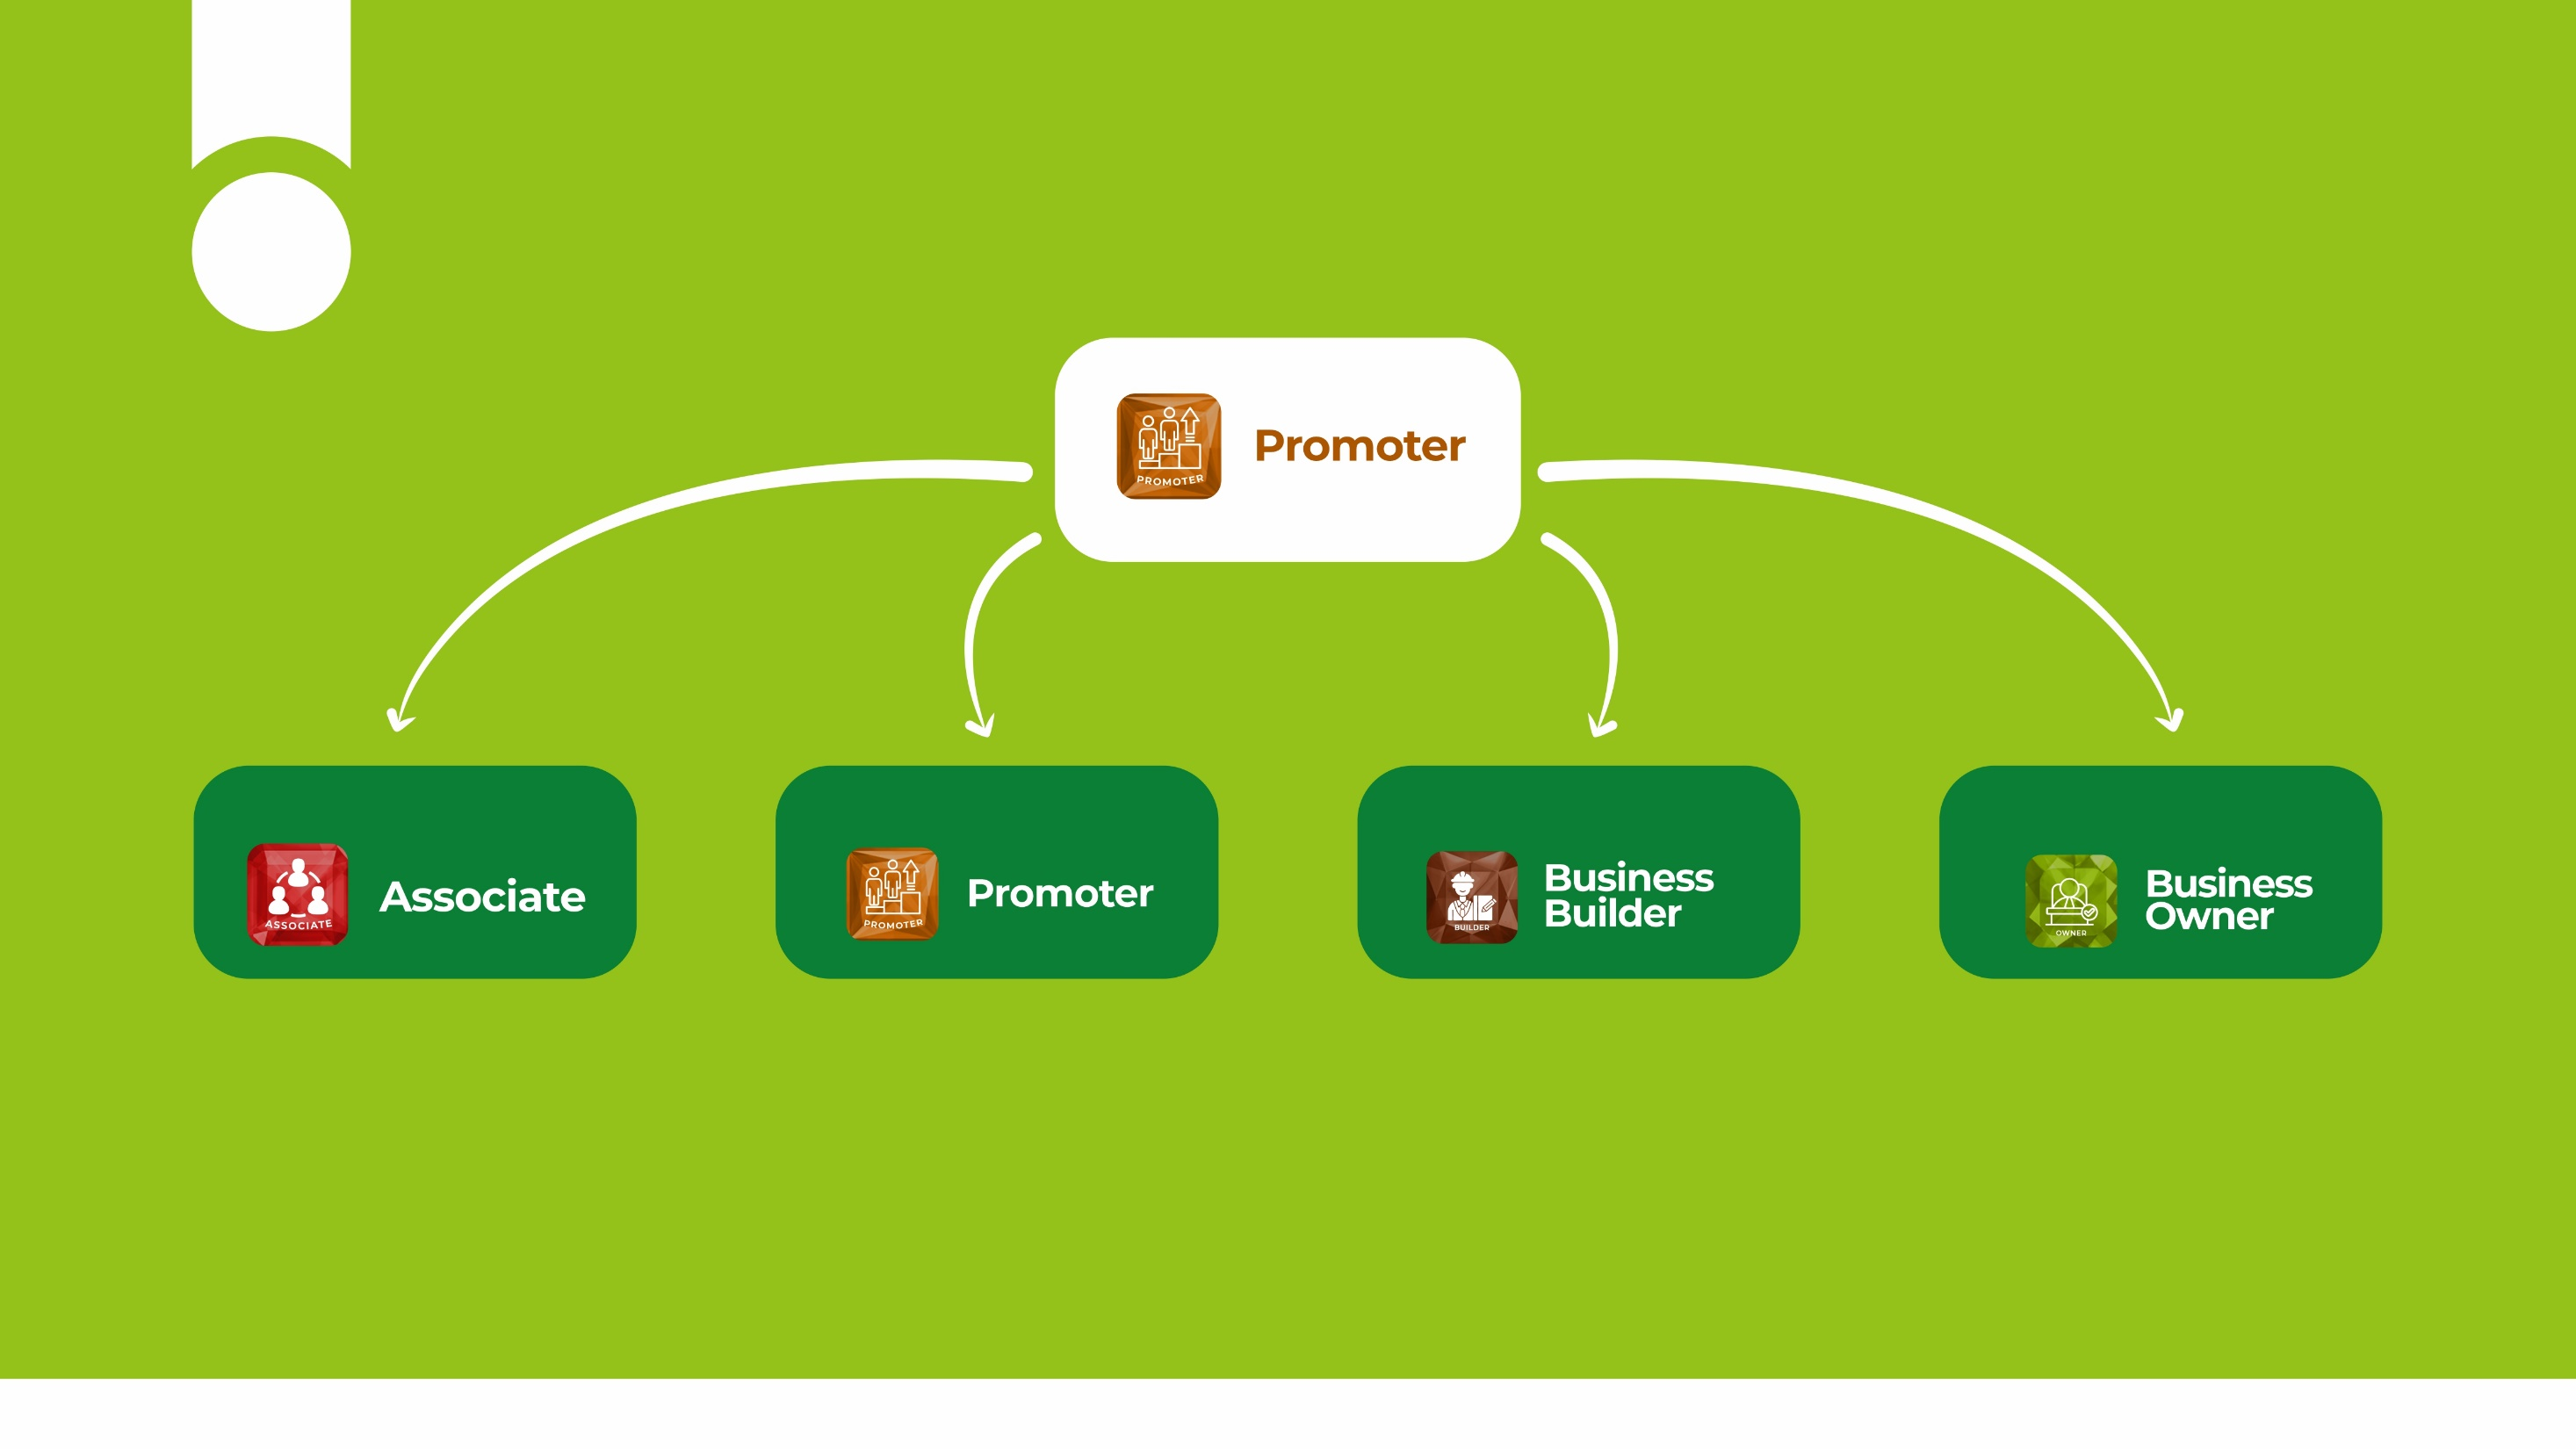 PROMOTER
Promoter
ASSOCIATE
Associate
PROMOTER
Promoter
BUILDER
Business
Builder
OWNER
Business
Owner